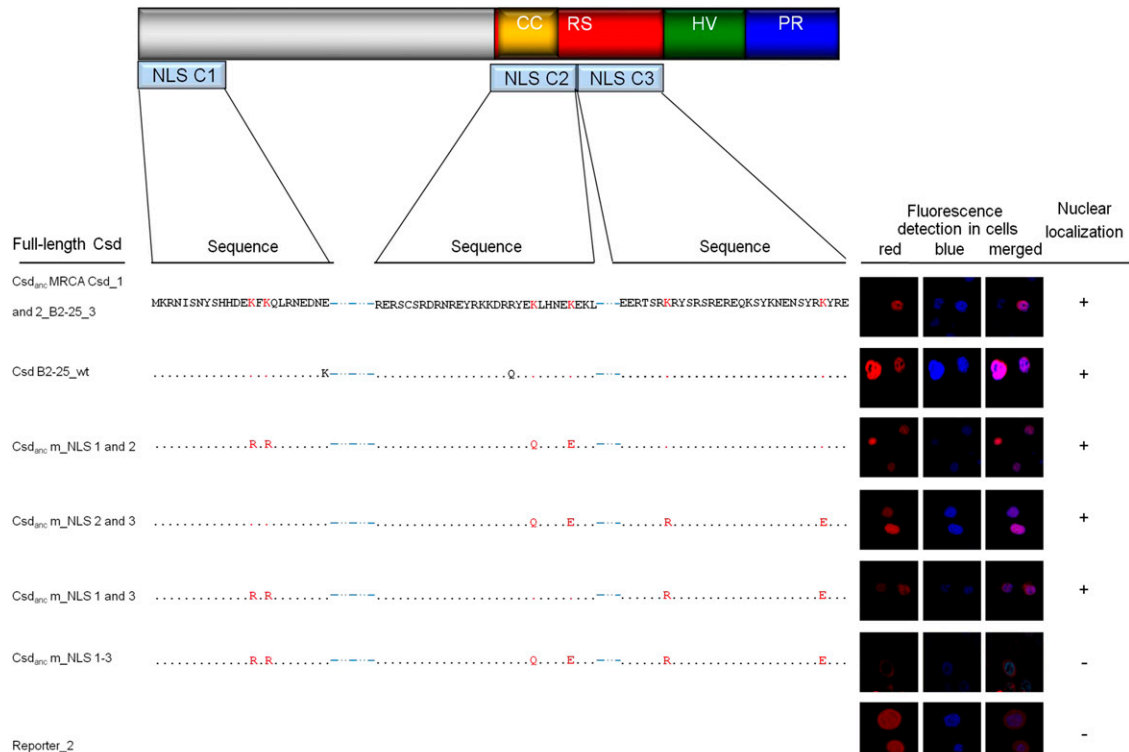 CC RS HV PR
NLS C1 NLS C2 NLS C3
Full-length Csd Sequence Sequence Sequence Fluorescence detection in cells Nuclear localization
red blue merged
Csdanc MRCA Csd_1 and 2_B2-25_3 MKRNISNYSHHDEKFKQLRNEDNE RERSCSRDRNREYRKKDRRYEKLHNEKEKL EERTSRKRYSRSREREQKSYKNENSYRKYRE +
Csd B2-25_wt K Q +
Csdanc m_NLS 1 and 2 R.R Q....E +
Csdanc m_NLS 2 and 3 Q....E R E +
Csdanc m_NLS 1 and 3 R.R R E +
Csdanc m_NLS 1-3 R.R Q....E R E -
Reporter_2 -